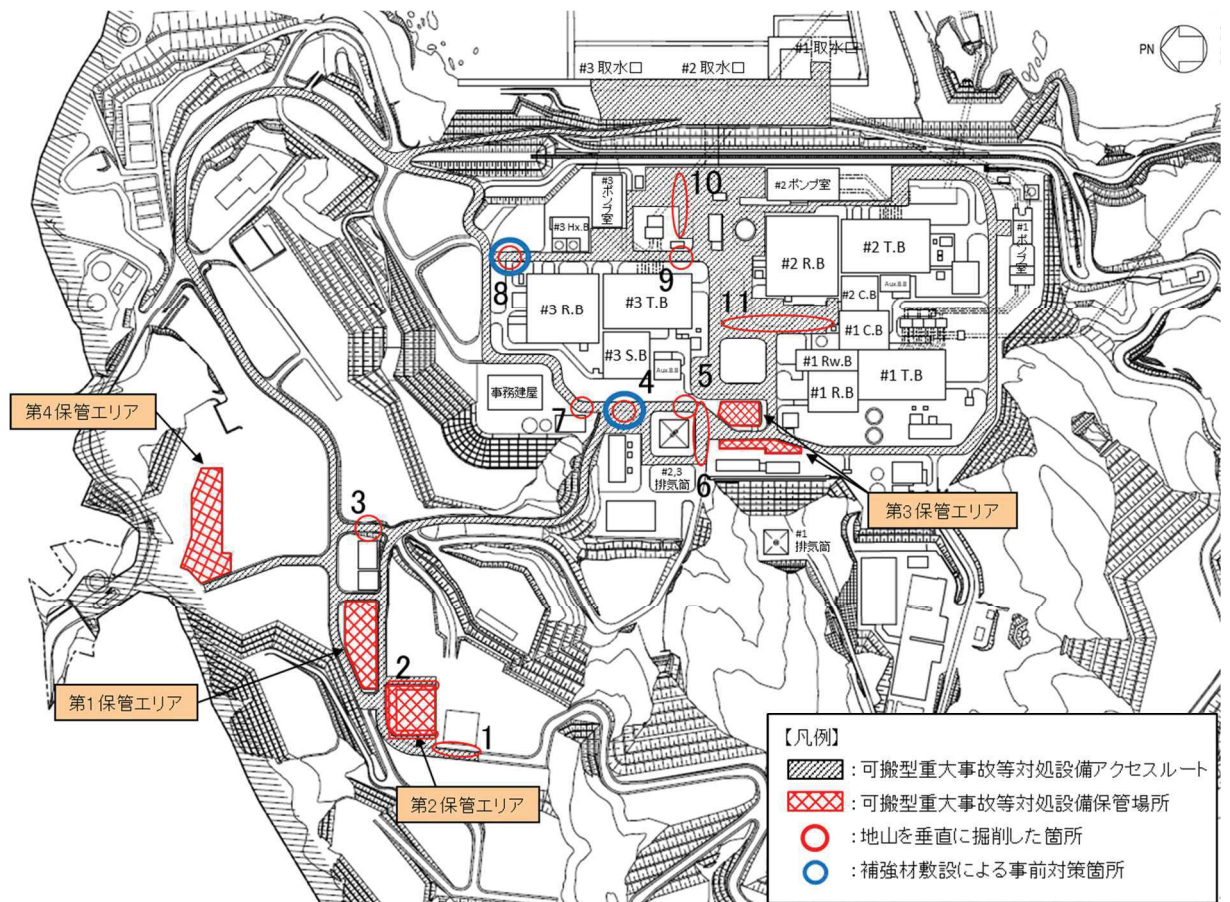 #1取水口
PN
#3取水口
#2取水口
#3
ポンプ室
10
#2ポンプ室
#1
ポンプ室
#3 Hx.B
#2 R.B
#2 T.B
8
9
#3 R.B
#3 T.B
#2 C.B
Aux.B.B
11
#1 C.B
#3 S.B
Aux.B.B
#1 Rw.B
#1 R.B
#1 T.B
事務建屋
4
5
7
第4保管エリア
#2,3
排気筒
6
第3保管エリア
3
#1
排気筒
第1保管エリア
2
1
第2保管エリア
【凡例】
:可搬型重大事故等対処設備アクセスルート
:可搬型重大事故等対処設備保管場所
:地山を垂直に掘削した箇所
:補強材敷設による事前対策箇所